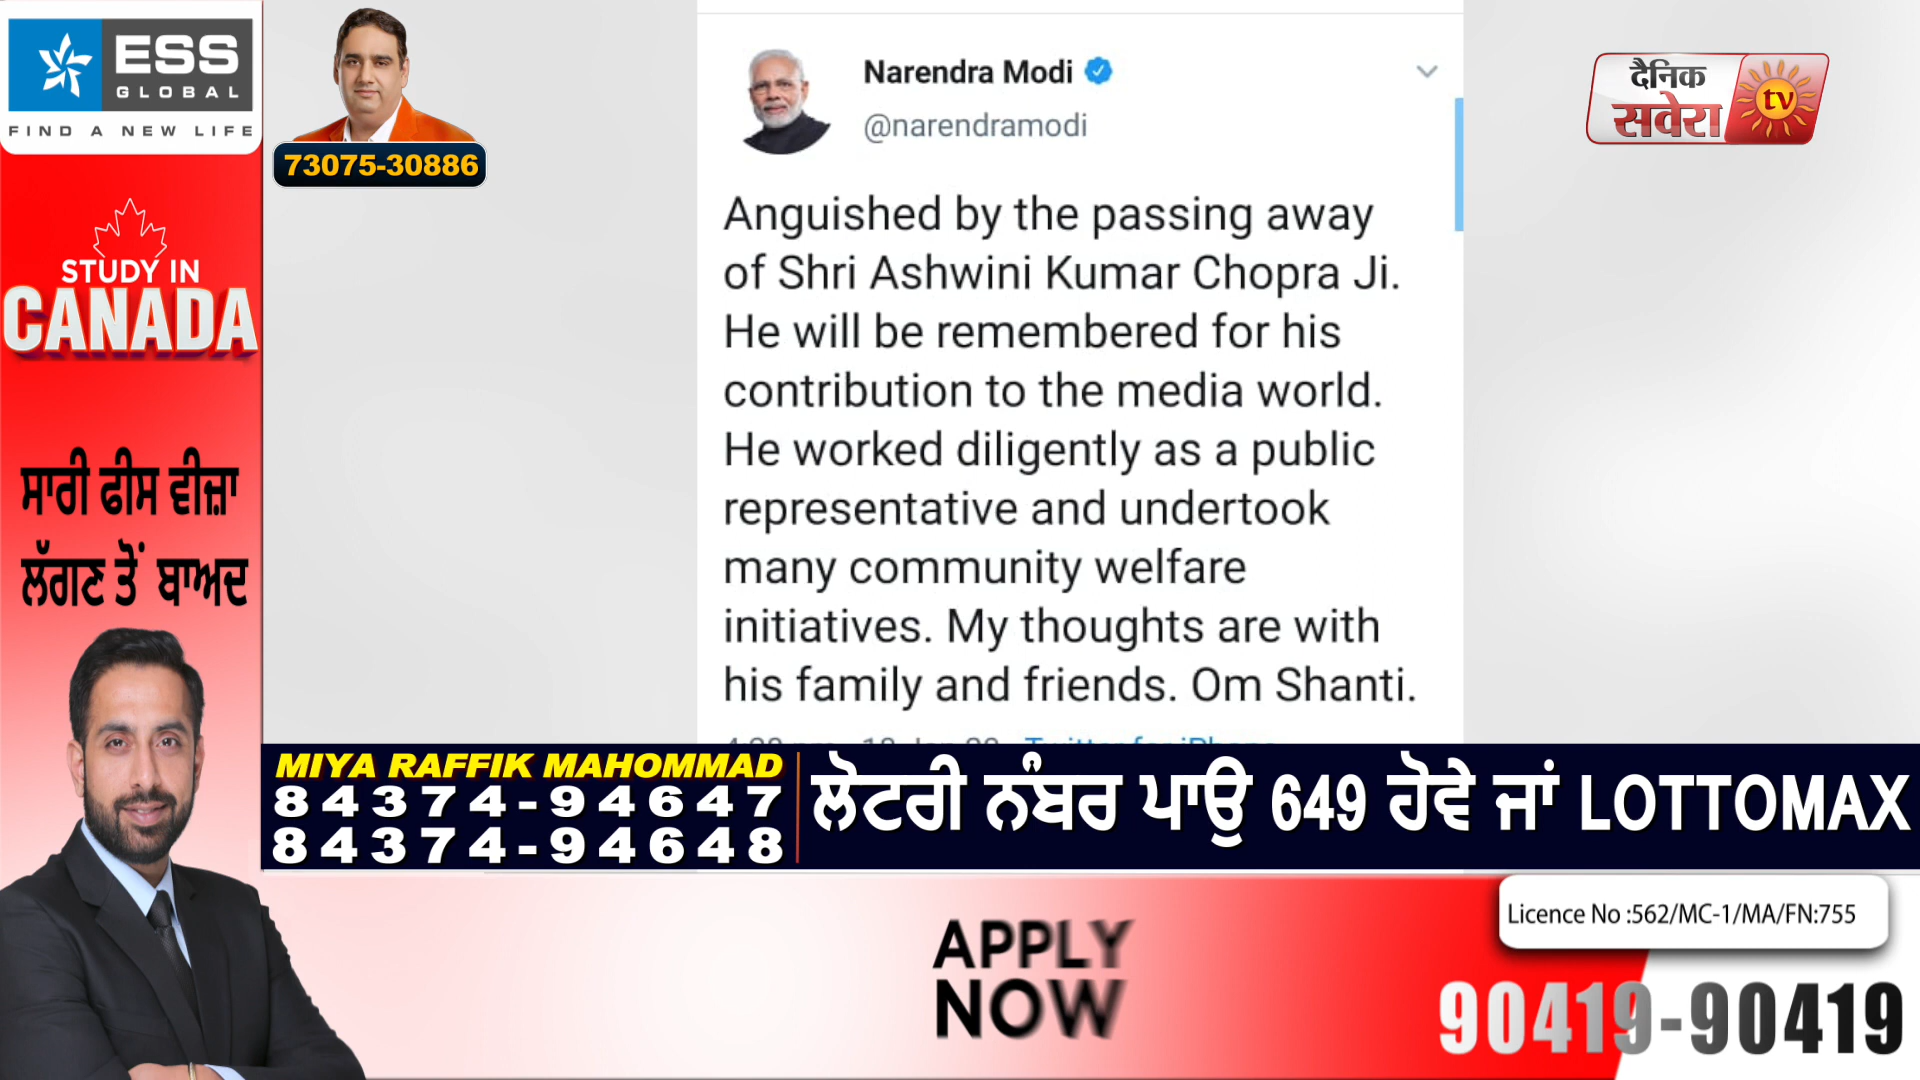 ESS
GLOBAL
FIND A NEW LIFE
73075-30886
Narendra Modi
@narendramodi
दैनिक
सवेरा
tv
STUDY IN
CANADA
Anguished by the passing away
of Shri Ashwini Kumar Chopra Ji.
He will be remembered for his
contribution to the media world.
He worked diligently as a public
representative and undertook
many community welfare
initiatives. My thoughts are with
his family and friends. Om Shanti.
ਸਾਰੀ ਫੀਸ ਵੀਜ਼ਾ
ਲੱਗਣ ਤੋਂ ਬਾਅਦ
MIYA RAFFIK MAHOMMAD
84374-94647
84374-94648
ਲੋਟਰੀ ਨੰਬਰ ਪਾਉ 649 ਹੋਵੇ ਜਾਂ LOTTOMAX
APPLY
NOW
Licence No :562/MC-1/MA/FN:755
90419-90419